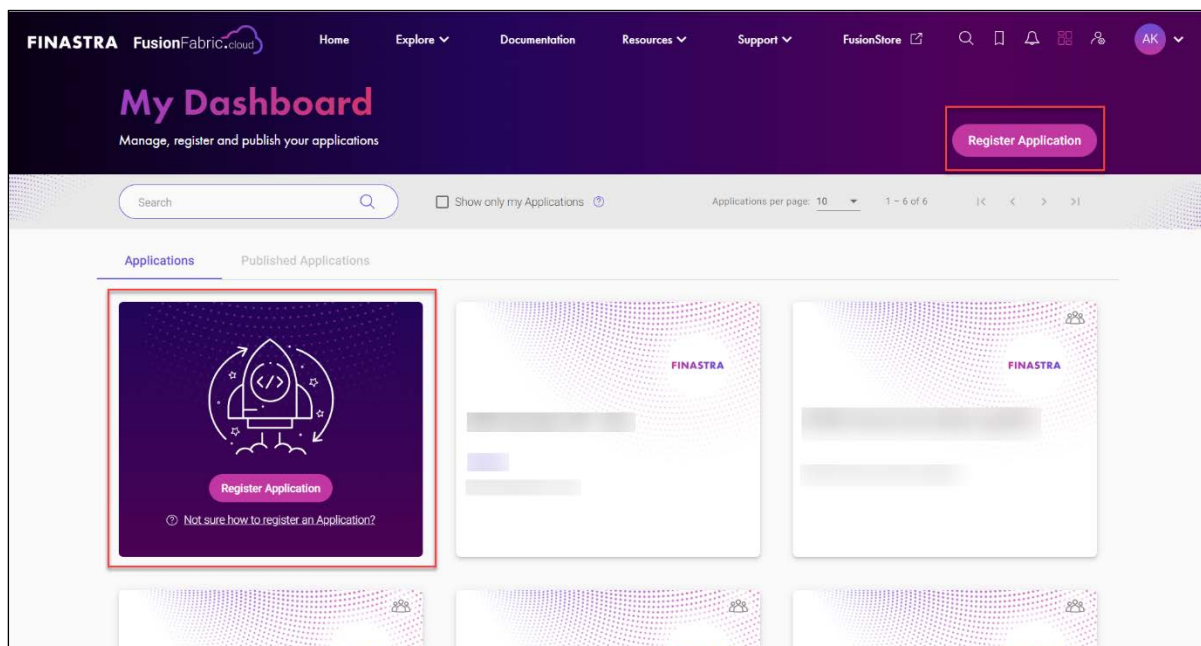 FINASTRA FusionFabric.cloud Home Explore Documentation Resources Support FusionStore AK
My Dashboard
Manage, register and publish your applications
Register Application
Search Show only my Applications Applications per page: 10 1 – 6 of 6
Applications Published Applications
FINASTRA
FINASTRA
Register Application
Not sure how to register an Application?